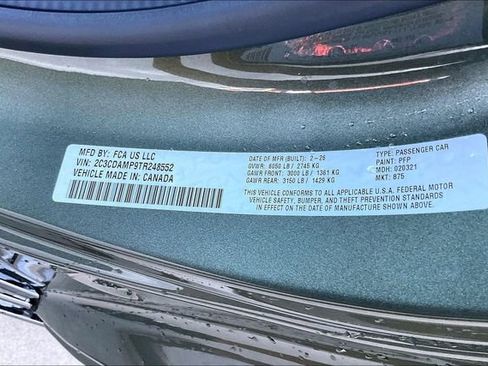 MFD BY: FCA US LLC
VIN: 2C3CDAMP9TR248552
VEHICLE MADE IN: CANADA
DATE OF MFR (BUILT): 2-26
GVWR: 6050 LB / 2745 KG
GAWR FRONT: 3000 LB / 1361 KG
GAWR REAR: 3150 LB / 1429 KG
TYPE: PASSENGER CAR
PAINT: PFP
MDH: 020321
MKT: 875
THIS VEHICLE CONFORMS TO ALL APPLICABLE U.S.A. FEDERAL MOTOR
VEHICLE SAFETY, BUMPER, AND THEFT PREVENTION STANDARDS
IN EFFECT ON THE DATE OF MANUFACTURE SHOWN ABOVE.